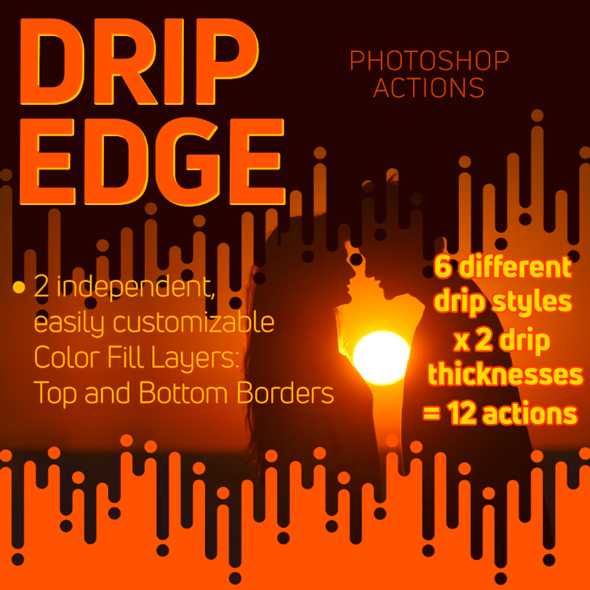 DRIP
EDGE
PHOTOSHOP
ACTIONS
• 2 independent,
easily customizable
Color Fill Layers:
Top and Bottom Borders
6 different
drip styles
x 2 drip
thicknesses
= 12 actions